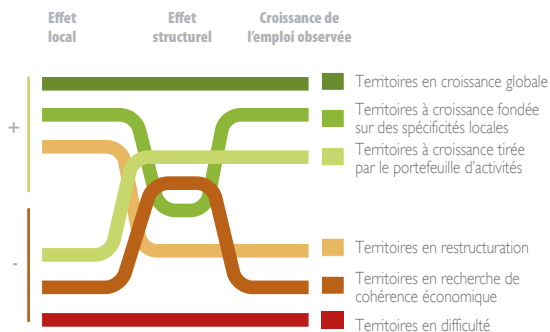 Effet
local
Effet
structurel
Croissance de
l'emploi observée
+
-
Territoires en croissance globale
Territoires à croissance fondée
sur des spécificités locales
Territoires à croissance tirée
par le portefeuille d'activités
Territoires en restructuration
Territoires en recherche de
cohérence économique
Territoires en difficulté